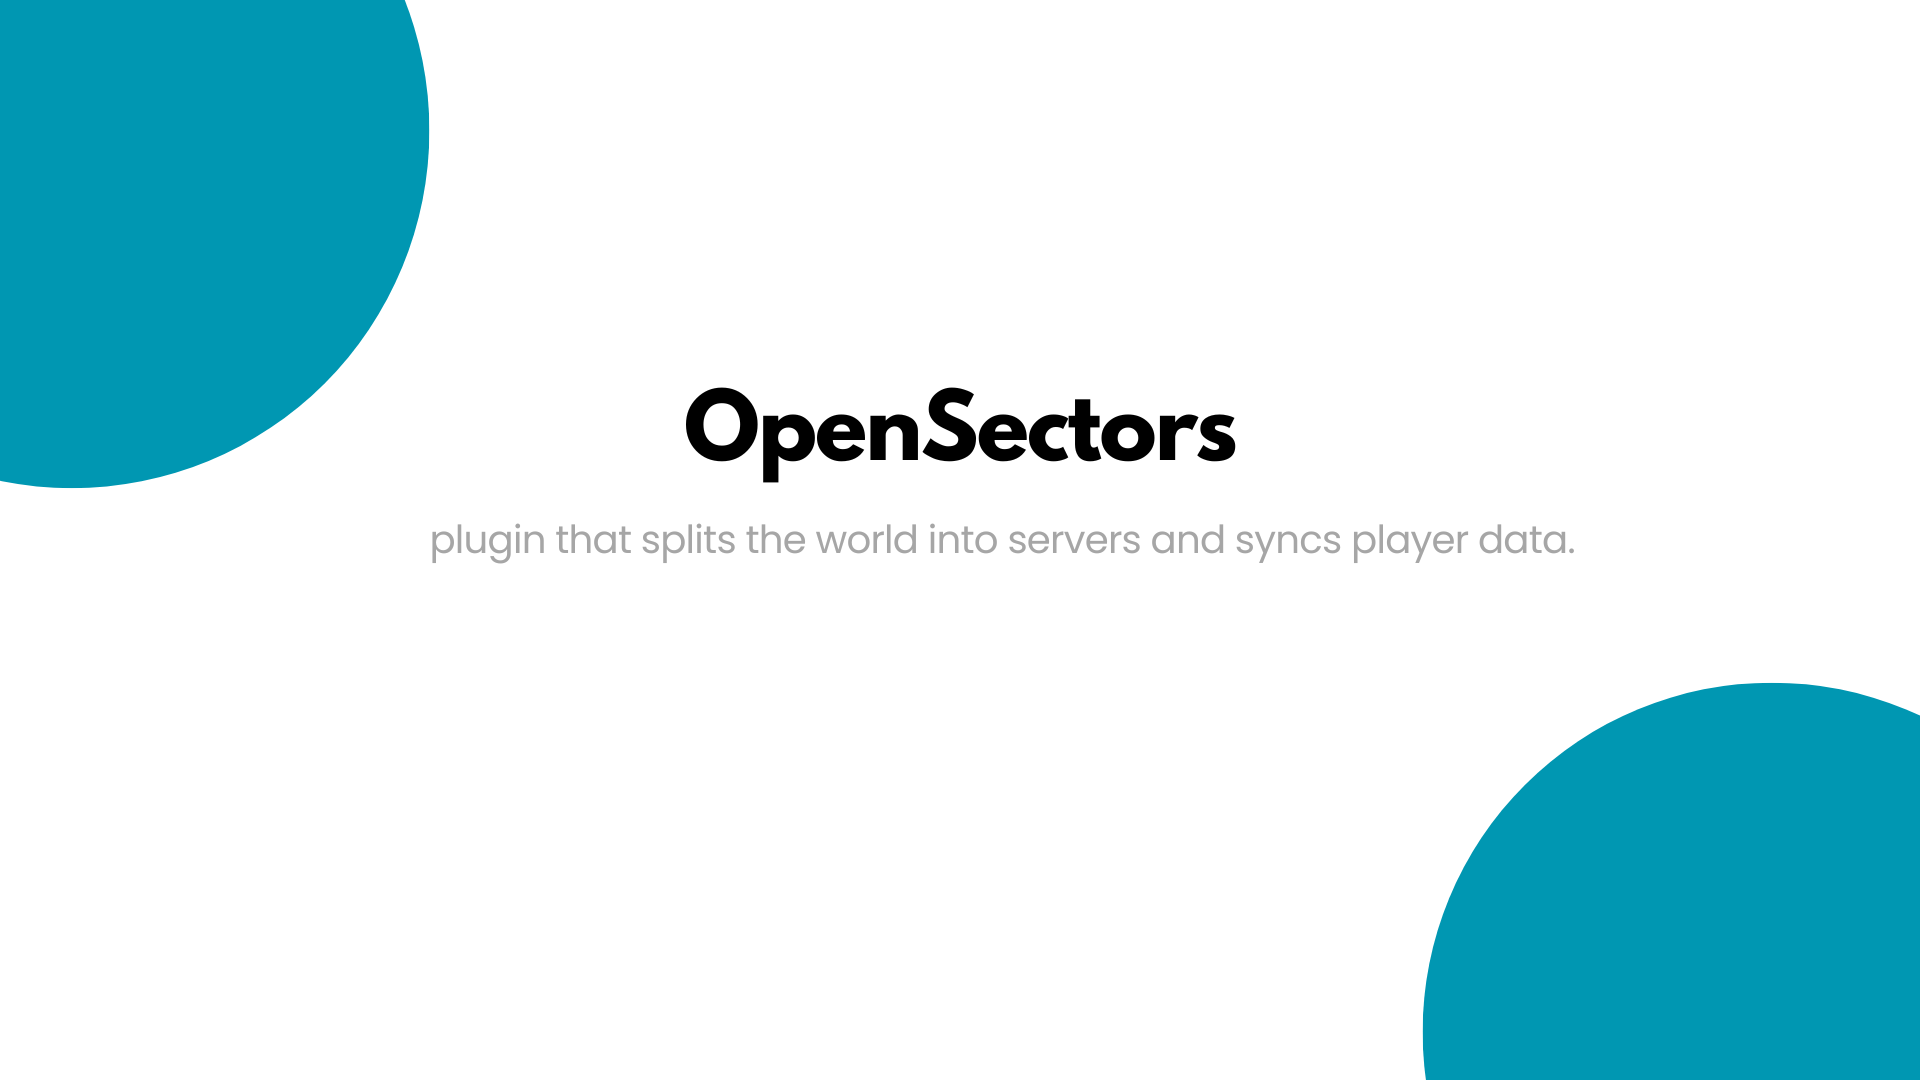 OpenSectors
plugin that splits the world into servers and syncs player data.